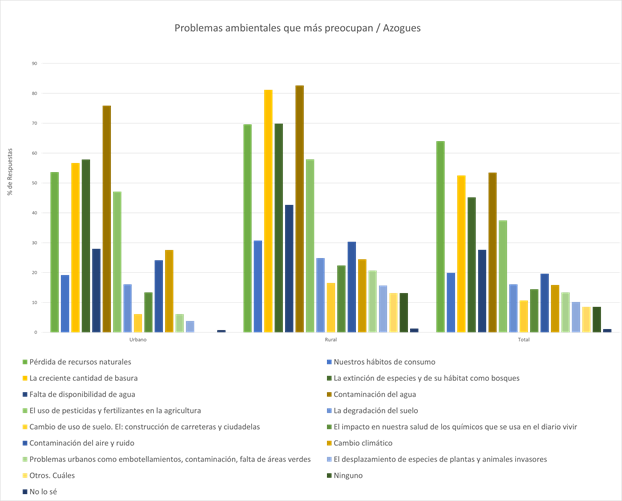 Problemas ambientales que más preocupan / Azogues
% de Respuestas
90
80
70
60
50
40
30
20
10
0
Urbano Rural Total
Pérdida de recursos naturales Nuestros hábitos de consumo
La creciente cantidad de basura La extinción de especies y de su hábitat como bosques
Falta de disponibilidad de agua Contaminación del agua
El uso de pesticidas y fertilizantes en la agricultura La degradación del suelo
Cambio de uso de suelo. El: construcción de carreteras y ciudadelas El impacto en nuestra salud de los químicos que se usa en el diario vivir
Contaminación del aire y ruido Cambio climático
Problemas urbanos como embotellamientos, contaminación, falta de áreas verdes El desplazamiento de especies de plantas y animales invasores
Otros. Cuáles Ninguno
No lo sé